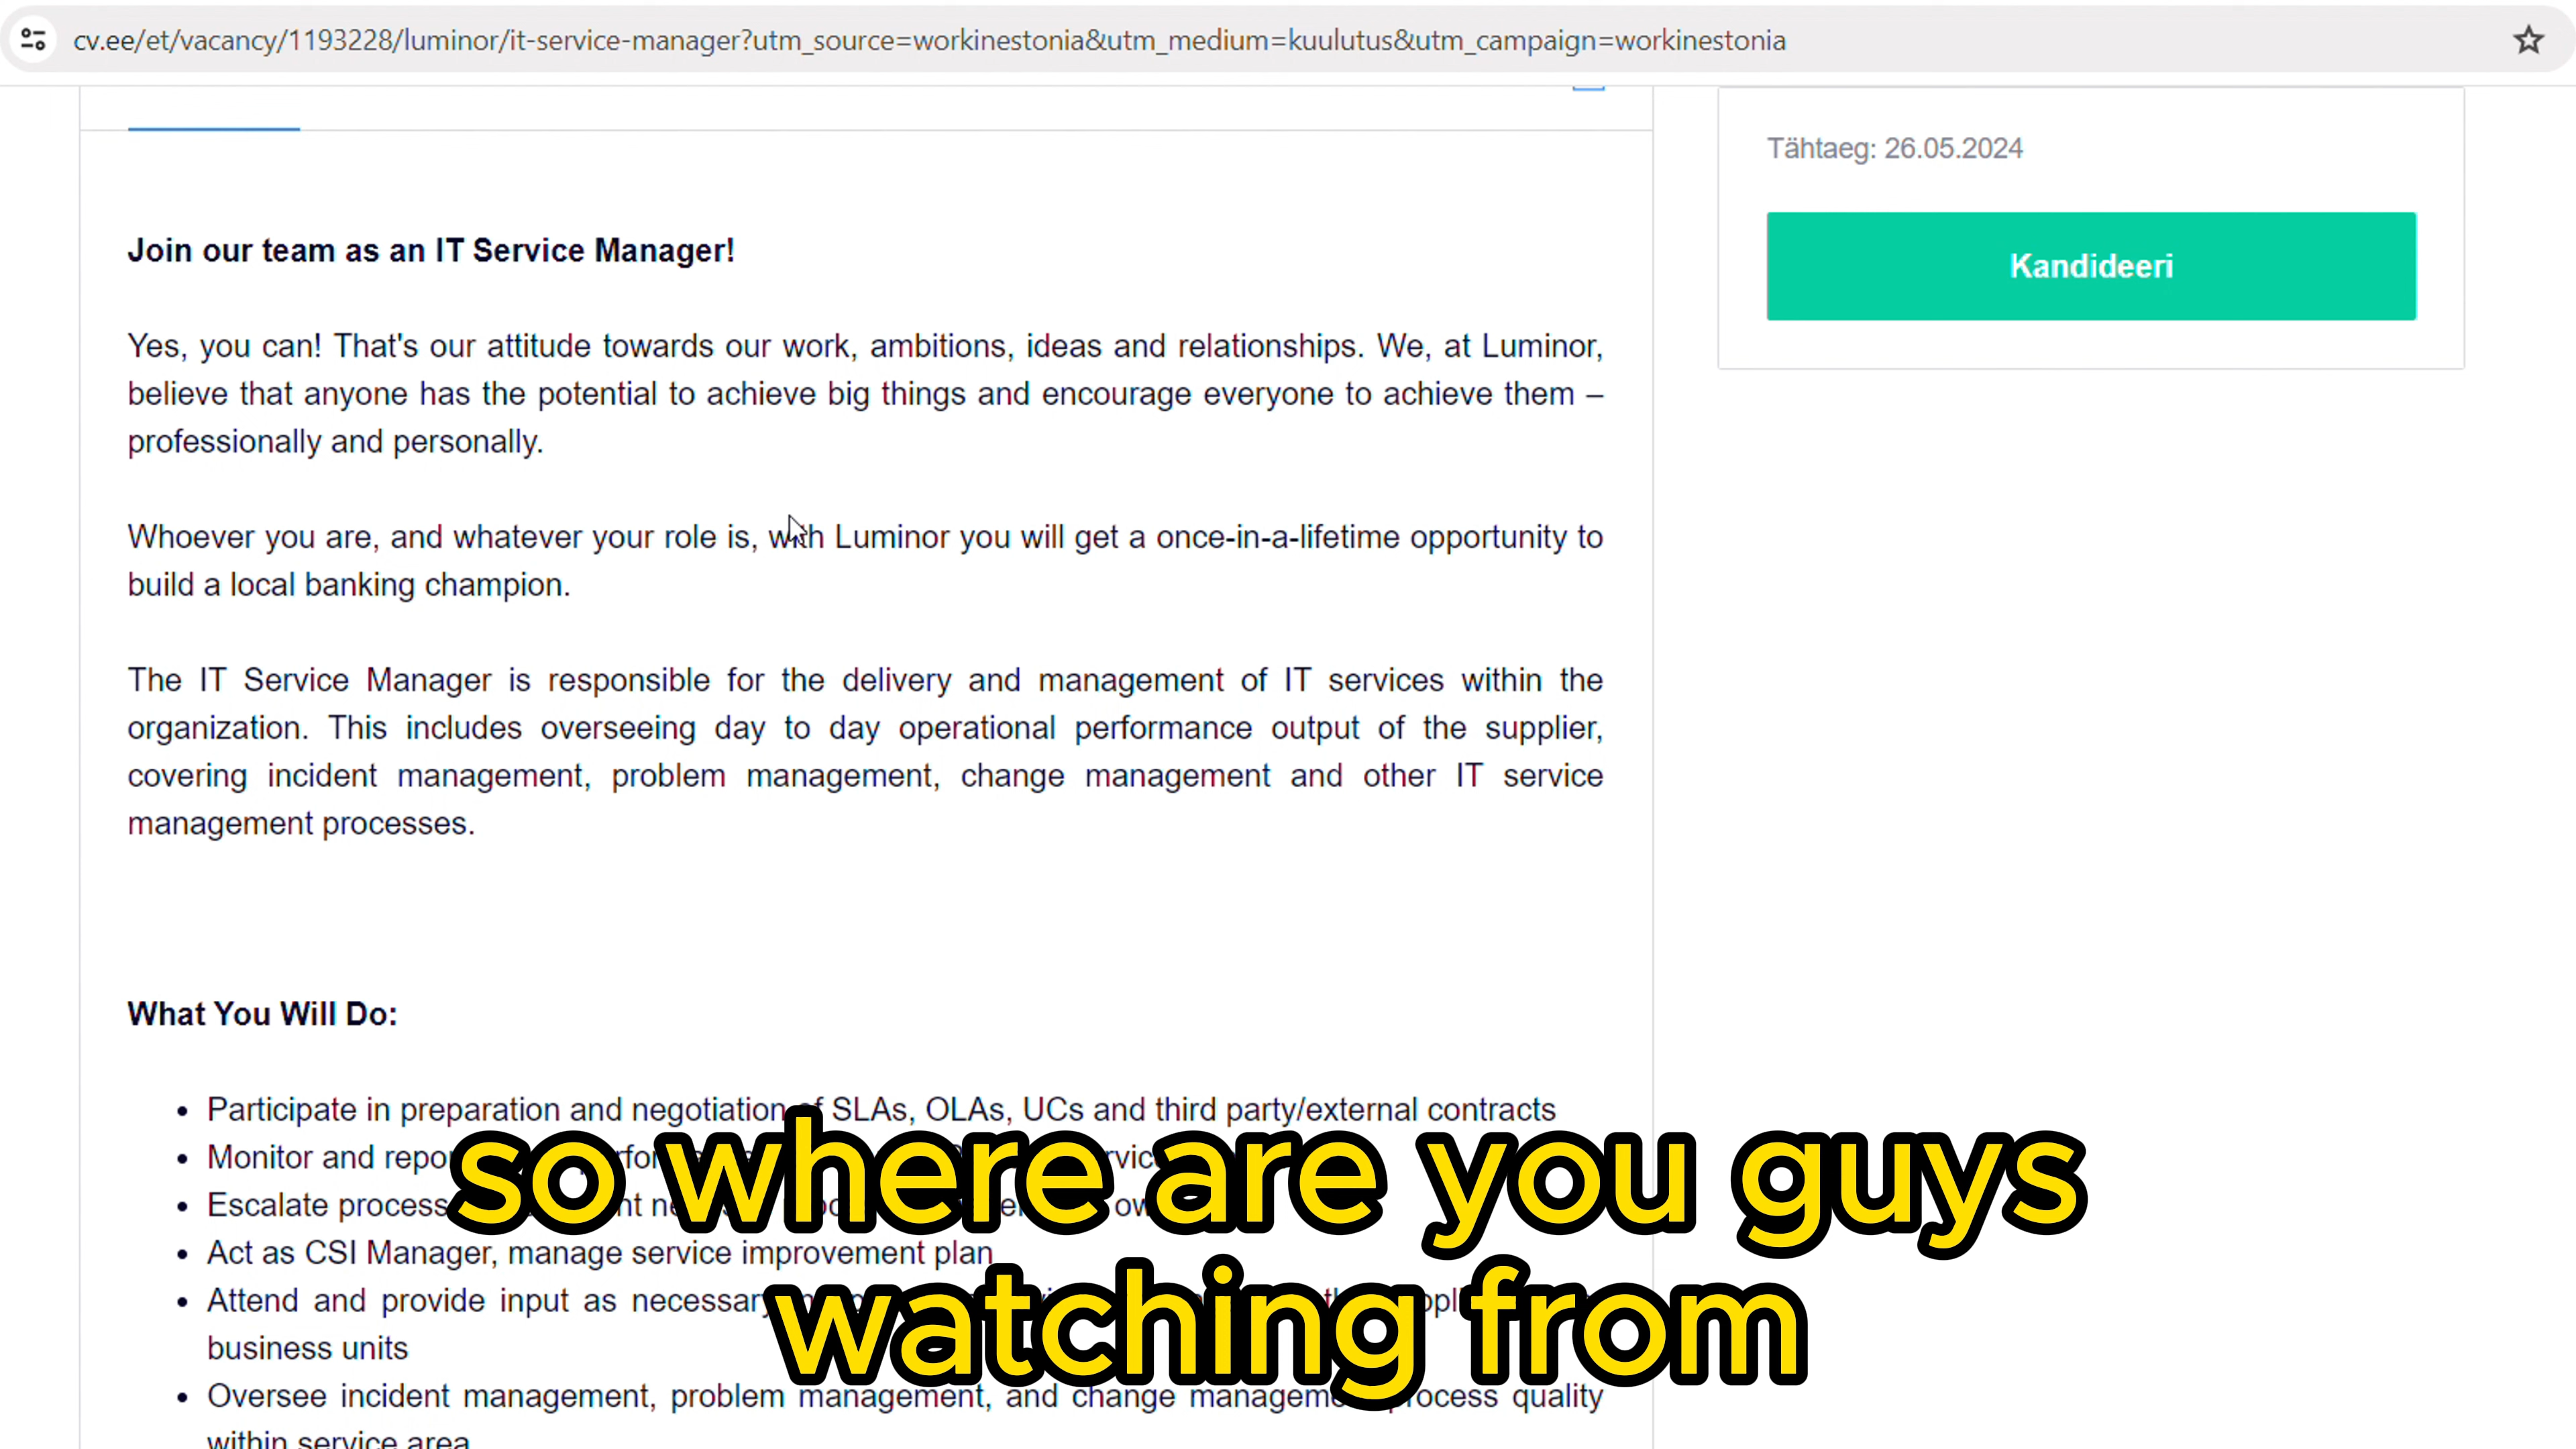 cv.ee/et/vacancy/1193228/luminor/it-service-manager?utm_source=workinestonia&utm_medium=kuulutus&utm_campaign=workinestonia
Tähtaeg: 26.05.2024
Kandideeri
Join our team as an IT Service Manager!
Yes, you can! That's our attitude towards our work, ambitions, ideas and relationships. We, at Luminor,
believe that anyone has the potential to achieve big things and encourage everyone to achieve them –
professionally and personally.
Whoever you are, and whatever your role is, with Luminor you will get a once-in-a-lifetime opportunity to
build a local banking champion.
The IT Service Manager is responsible for the delivery and management of IT services within the
organization. This includes overseeing day to day operational performance output of the supplier,
covering incident management, problem management, change management and other IT service
management processes.
What You Will Do:
• Participate in preparation and negotiation of SLAs, OLAs, UCs and third party/external contracts
• Monitor and
• Escalate process
• Act as CSI Manager, manage service improvement plan
• Attend and provide input as necessary
business units
• Oversee incident management, problem management, and change management process quality
within service area
so where are you guys
watching from